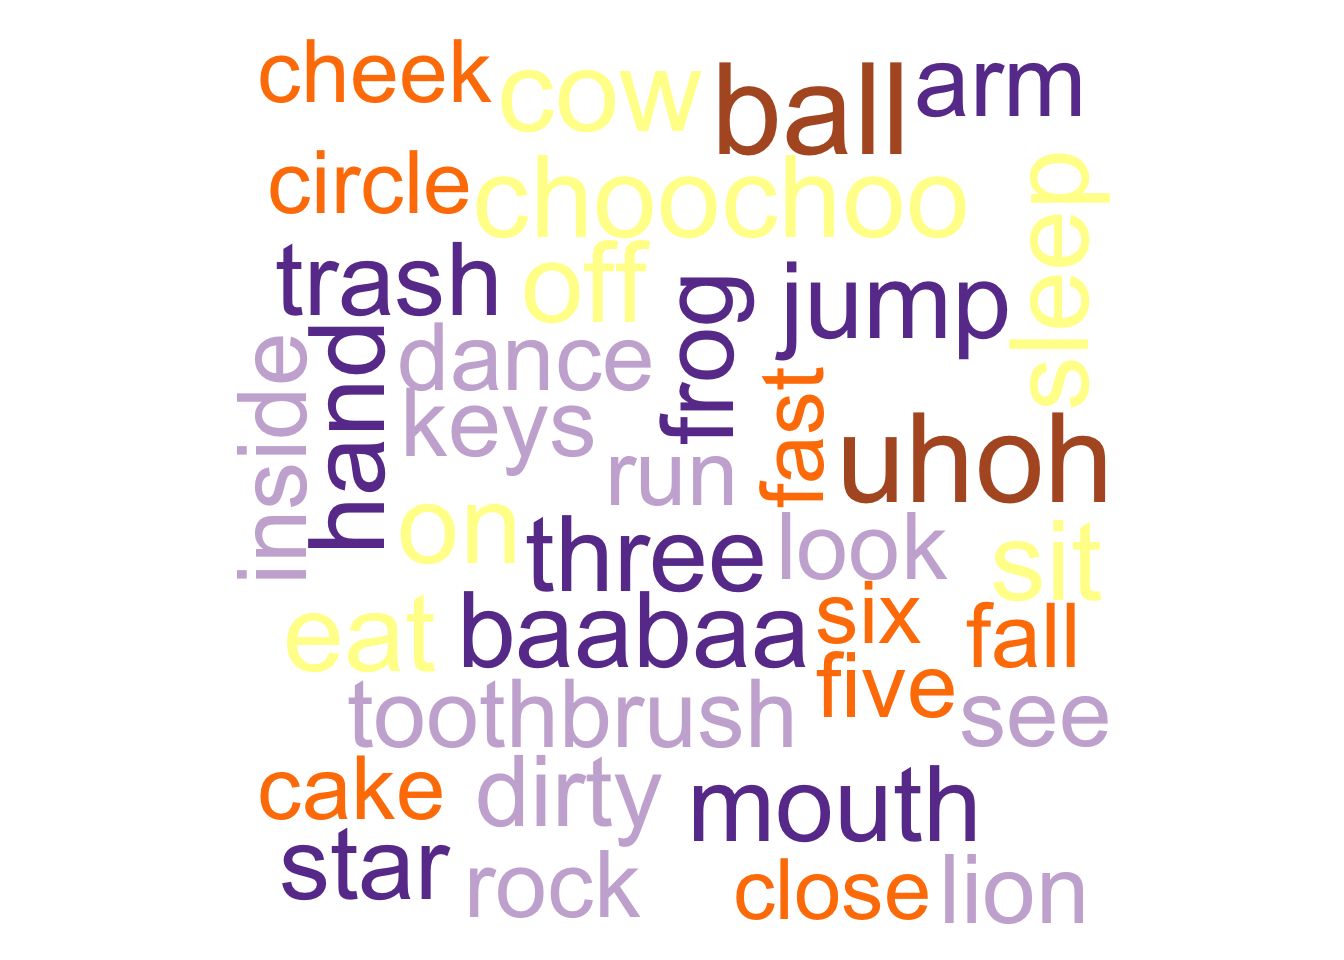 cheek cow ball arm
circle choochoo sleep
trash off frog jump
inside hand dance
keys fast uhoh
run
on three look sit
eat baabaa six fall
toothbrush five see
cake dirty mouth
star rock close lion